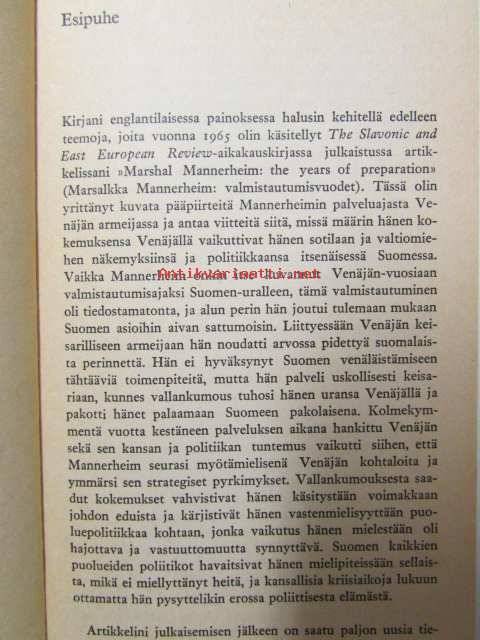 Esipuhe
Kirjani englantilaisessa painoksessa halusin kehitellä edelleen
teemoja, joita vuonna 1965 olin käsitellyt The Slavonic and
East European Review-aikakauskirjassa julkaistussa artik-
kelissani »Marshal Mannerheim: the years of preparation»
(Marsalkka Mannerheim: valmistautumisvuodet). Tässä olin
yrittänyt kuvata pääpiirteitä Mannerheimin palveluajasta Ve-
näjän armeijassa ja antaa viitteitä siitä, missä määrin hänen ko-
kemuksensa Venäjällä vaikuttivat hänen sotilaan ja valtiomie-
hen näkemyksiinsä ja politiikkaansa itsenäisessä Suomessa.
Vaikka Mannerheim onkin itse kuvannut Venäjän-vuosiaan
Antikvariaatti.net
valmistautumisajaksi Suomen-uralleen, tämä valmistautuminen
oli tiedostamatonta, ja alun perin hän joutui tulemaan mukaan
Suomen asioihin aivan sattumoisin. Liittyessään Venäjän kei-
sarilliseen armeijaan hän noudatti arvossa pidettyä suomalais-
ta perinnettä. Hän ei hyväksynyt Suomen venäläistämiseen
tähtääviä toimenpiteitä, mutta hän palveli uskollisesti keisa-
riaan, kunnes vallankumous tuhosi hänen uransa Venäjällä ja
pakotti hänet palaamaan Suomeen pakolaisena. Kolmekym-
mentä vuotta kestäneen palveluksen aikana hankittu Venäjän
sekä sen kansan ja politiikan tuntemus vaikutti siihen, että
Mannerheim seurasi myötämielisenä Venäjän kohtaloita ja
ymmärsi sen strategiset pyrkimykset. Vallankumouksesta saa-
dut kokemukset vahvistivat hänen käsitystään voimakkaan
johdon eduista ja kärjistivät hänen vastenmielisyyttään puo-
luepolitiikkaa kohtaan, jonka vaikutus hänen mielestään oli
hajottava ja vastuuttomuutta synnyttävä. Suomen kaikkien
puolueiden poliitikot havaitsivat hänen mielipiteissään sellais-
ta, mikä ei miellyttänyt heitä, ja kansallisia kriisiaikoja lukuun
ottamatta hän pysyttelikin erossa poliittisesta elämästä.
Artikkelini julkaisemisen jälkeen on saatu paljon uusia tie-